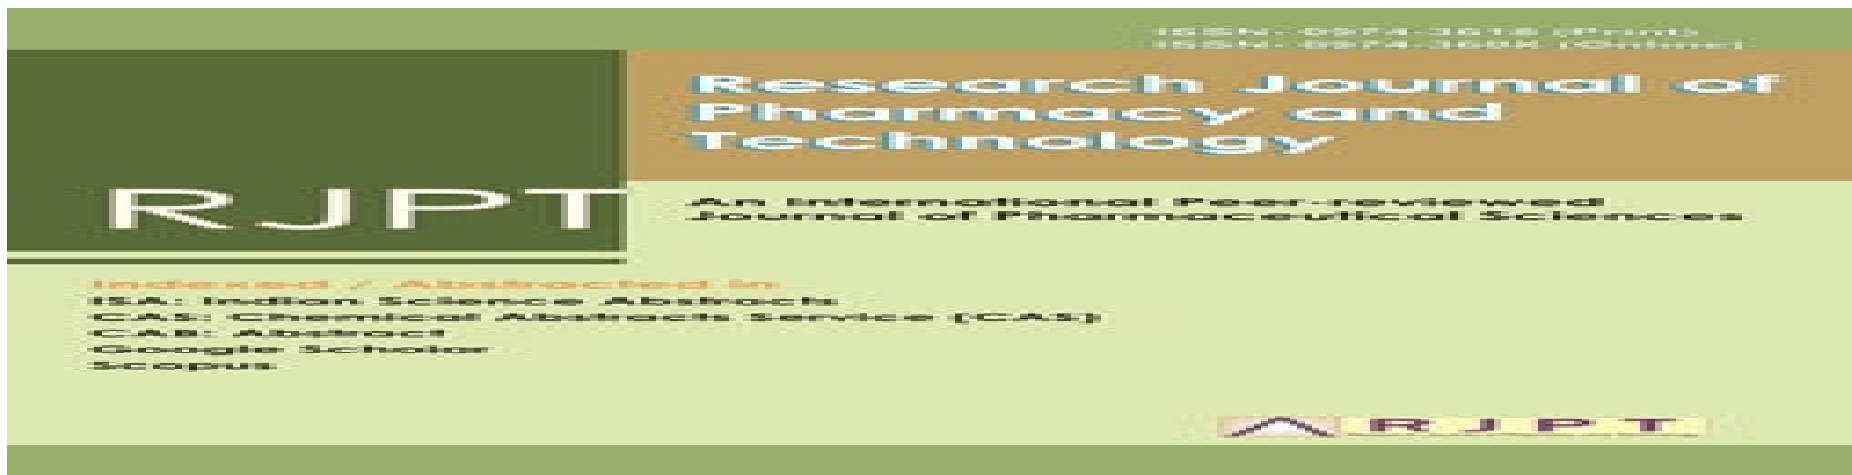 ISSN: 0974-3618 (Print)
ISSN: 0974-360X (Online)
Research Journal of
Pharmacy and
Technology
RJPT
An International Peer-reviewed
Journal of Pharmaceutical Sciences
Indexed / Abstracted in
ISA: Indian Science Abstracts
CAS: Chemical Abstracts Service (CAS)
CAB: Abstract
Google Scholar
Scopus
RJPT